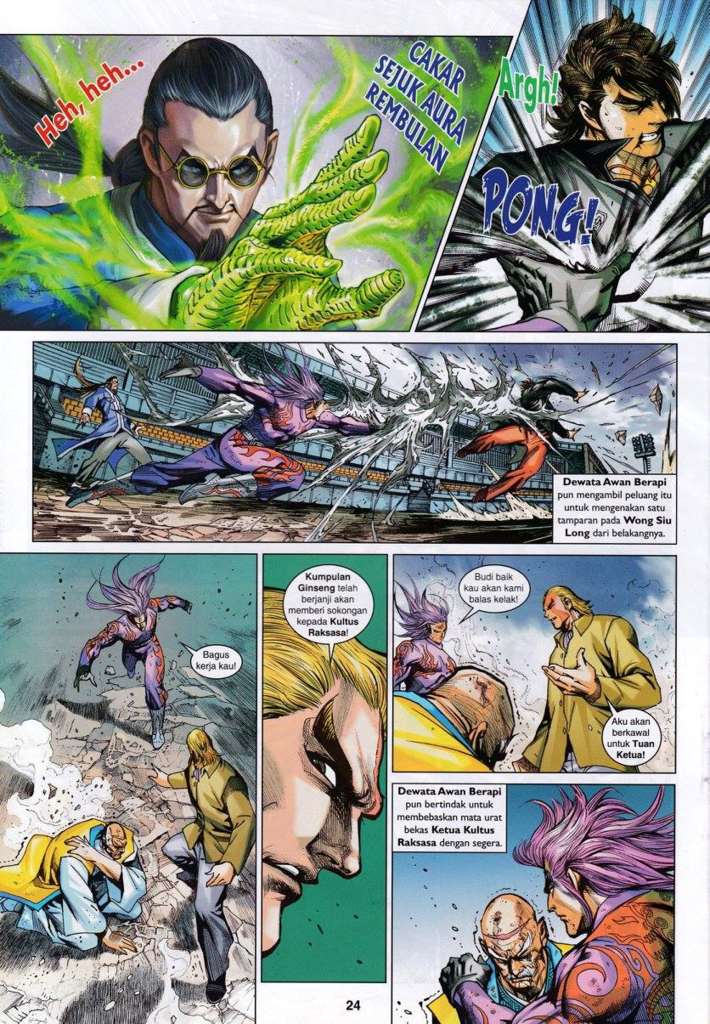 Heh, heh...
CAKAR
SEJUK AURA
REMBULAN
Argh!
PONG!
Dewata Awan Berapi
pun mengambil peluang itu
untuk mengenakan satu
tamparan pada Wong Siu
Long dari belakangnya.
Bagus
kerja kau!
Kumpulan
Ginseng telah
berjanji akan
memberi sokongan
kepada Kultus
Raksasa!
Budi baik
kau akan kami
balas kelak!
Aku akan
berkawal
untuk Tuan
Ketua!
Dewata Awan Berapi
pun bertindak untuk
membebaskan mata urat
bekas Ketua Kultus
Raksasa dengan segera.
24